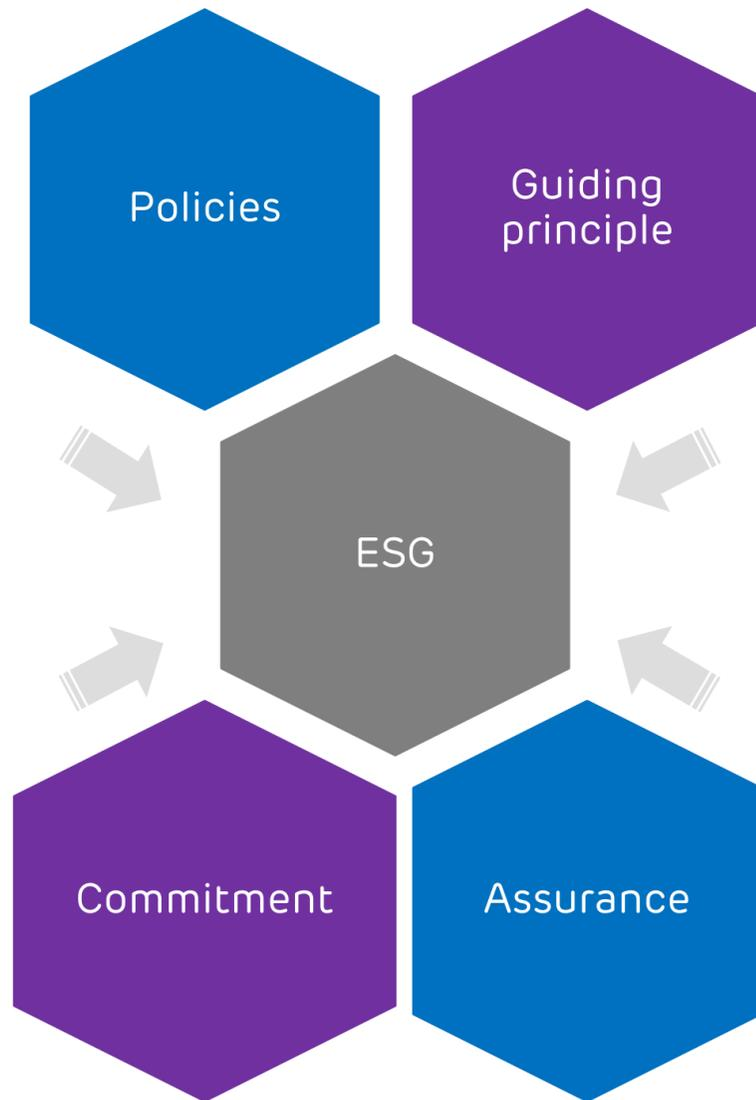 Policies
Guiding
principle
ESG
Commitment
Assurance